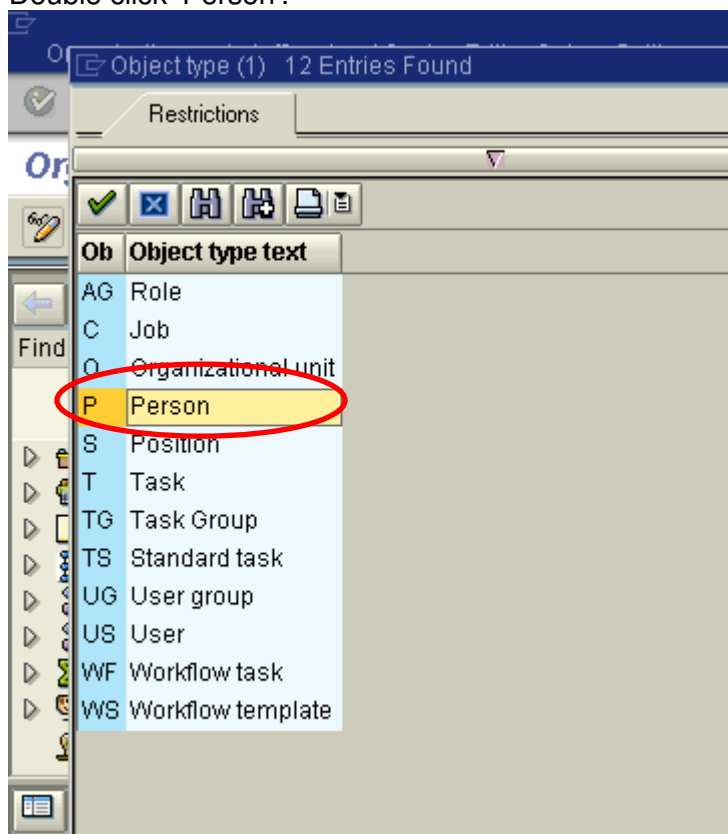 Double click 'Person'.
Object type (1) 12 Entries Found
Restrictions
Ob Object type text
AG Role
C Job
Find
O Organizational unit
P Person
S Position
T Task
TG Task Group
TS Standard task
UG User group
US User
WF Workflow task
WS Workflow template